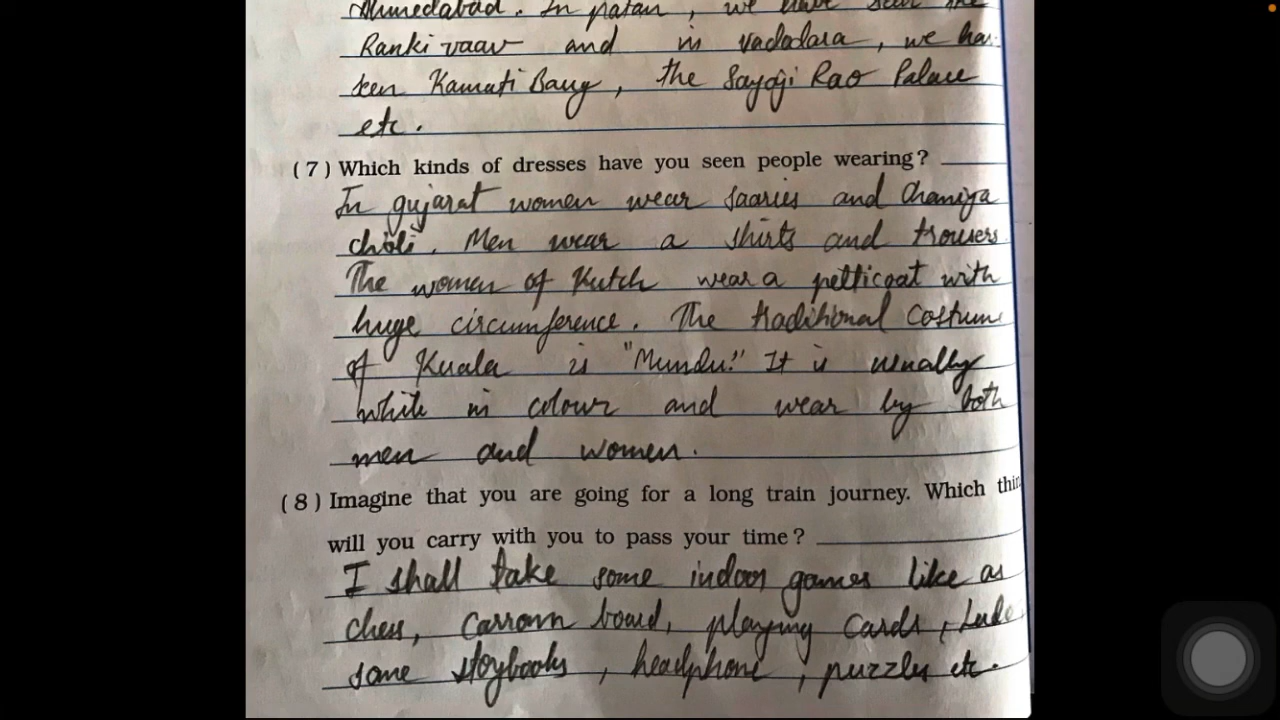 Ahmedabad. In patan, we have seen the
Ranki vaav and in vadodara, we ha
seen Kamati Baug, the Sayaji Rao Palace
etc.
(7) Which kinds of dresses have you seen people wearing?
In gujarat women wear saaries and Chaniya
choli. Men wear a shirts and trousers
The women of Kutch wear a petticoat with
huge circumference. The traditional Costume
of Kerala is "Mundu." It is usually
white in colour and wear by both
men and women.
(8) Imagine that you are going for a long train journey. Which thin
will you carry with you to pass your time?
I shall take some indoor games like as
chess, Carrom board, playing Cards, Ludo
some stoybooks, headphone, puzzles etc.